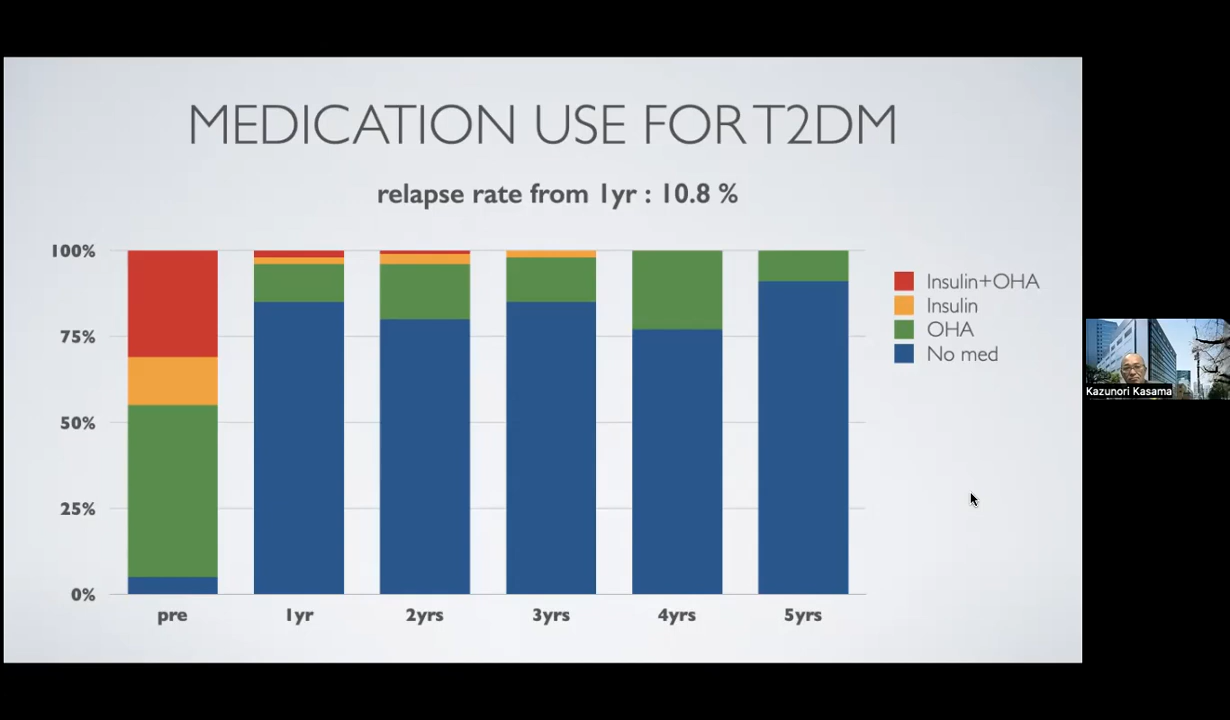 MEDICATION USE FOR T2DM
relapse rate from 1yr : 10.8 %
100%
75%
50%
25%
0%
pre 1yr 2yrs 3yrs 4yrs 5yrs
Insulin+OHA
Insulin
OHA
No med
Kazunori Kasama